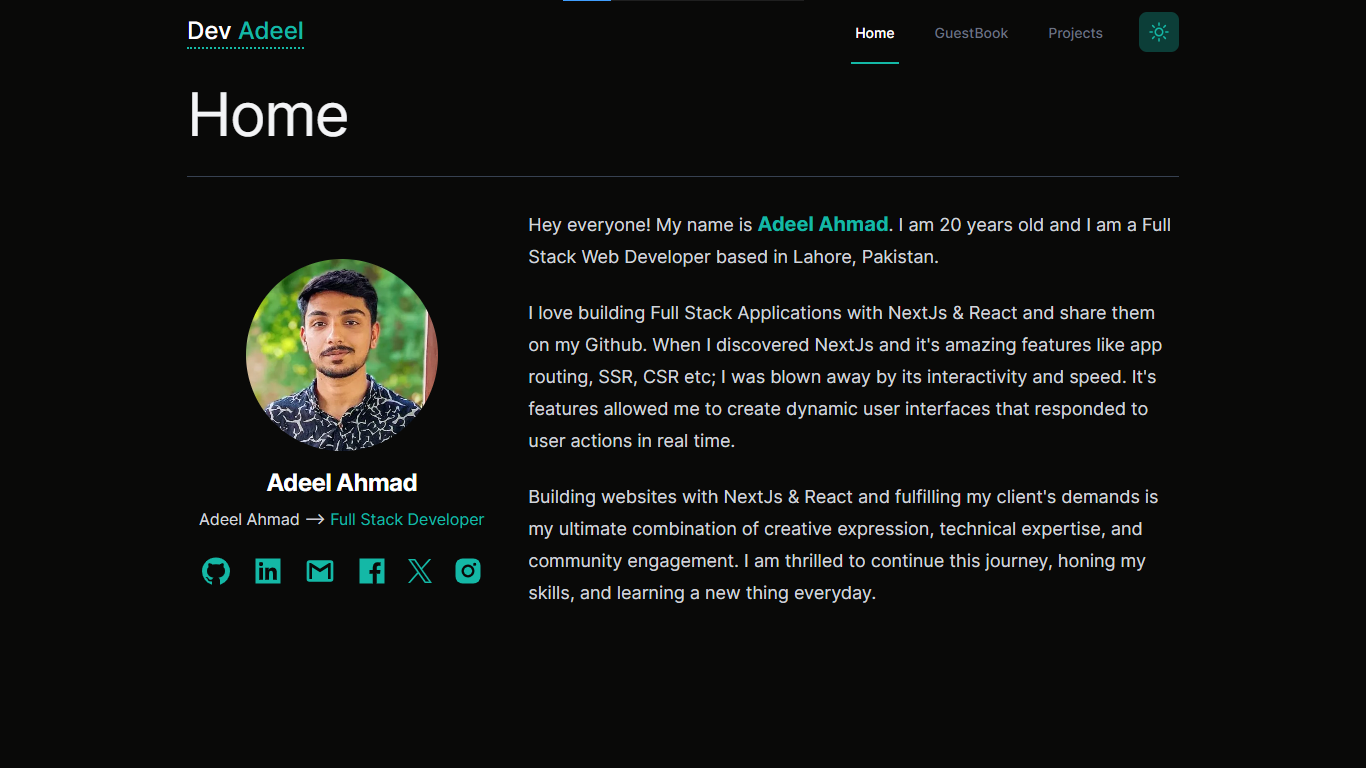 Dev Adeel
Home
GuestBook
Projects
Home
Hey everyone! My name is Adeel Ahmad. I am 20 years old and I am a Full
Stack Web Developer based in Lahore, Pakistan.
I love building Full Stack Applications with NextJs & React and share them
on my Github. When I discovered NextJs and it's amazing features like app
routing, SSR, CSR etc; I was blown away by its interactivity and speed. It's
features allowed me to create dynamic user interfaces that responded to
user actions in real time.
Building websites with NextJs & React and fulfilling my client's demands is
my ultimate combination of creative expression, technical expertise, and
community engagement. I am thrilled to continue this journey, honing my
skills, and learning a new thing everyday.
Adeel Ahmad
Adeel Ahmad → Full Stack Developer